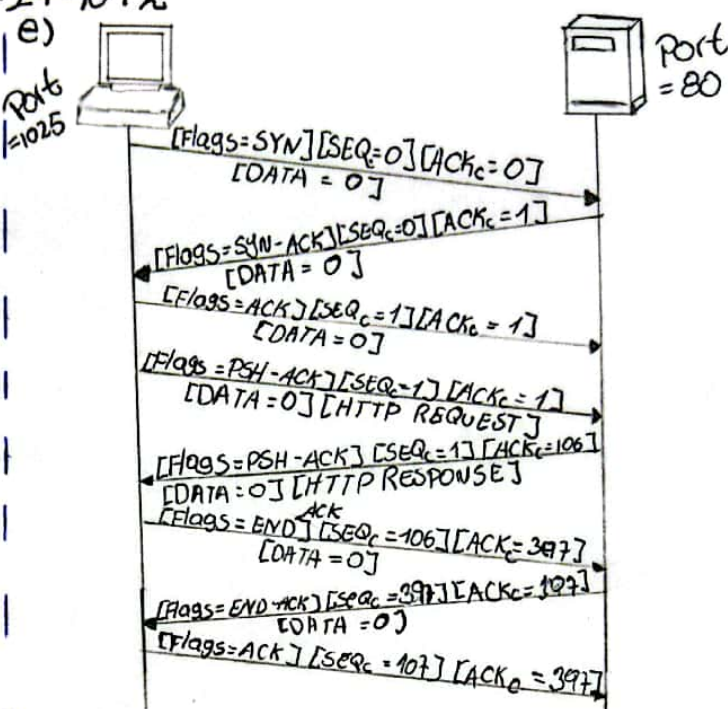 e)
Port
=1025
Port
=80
[Flags=SYN][SEQ=0][ACKc=0]
[DATA = 0]
[Flags=SYN-ACK][SEQc=0][ACKc=1]
[DATA = 0]
[Flags=ACK][SEQc=1][ACKc=1]
[DATA=0]
[Flags=PSH-ACK][SEQ=1][ACKc=1]
[DATA=0][HTTP REQUEST]
[Flags=PSH-ACK] [SEQc=1][ACKc=106]
[DATA=0][HTTP RESPONSE]
ACK
[Flags=END] [SEQc=106][ACKc=397]
[DATA=0]
[Flags=END-ACK][SEQc=397][ACKc=107]
[DATA=0]
[Flags=ACK] [SEQc=107] [ACKc=397]